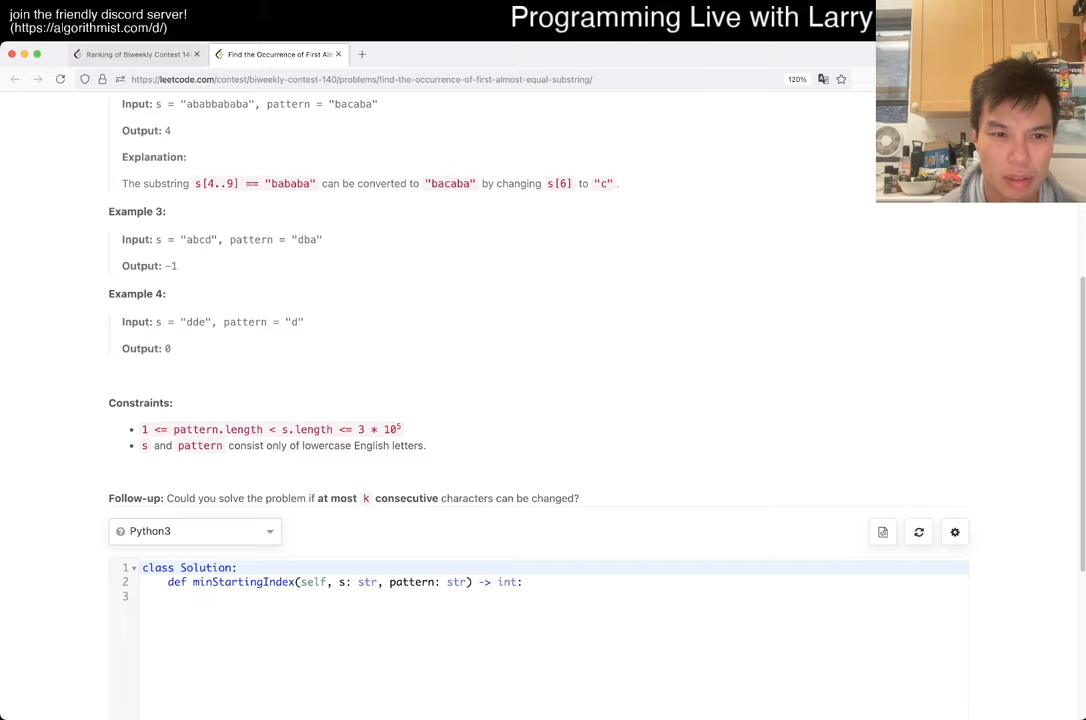 join the friendly discord server!
(https://algorithmist.com/d/)
Programming Live with Larry
Ranking of Biweekly Contest 14
Find the Occurrence of First Alm
https://leetcode.com/contest/biweekly-contest-140/problems/find-the-occurrence-of-first-almost-equal-substring/
120%
Input: s = "ababbababa", pattern = "bacaba"
Output: 4
Explanation:
The substring s[4..9] == "bababa" can be converted to "bacaba" by changing s[6] to "c".
Example 3:
Input: s = "abcd", pattern = "dba"
Output: -1
Example 4:
Input: s = "dde", pattern = "d"
Output: 0
Constraints:
1 <= pattern.length < s.length <= 3 * 10⁵
s and pattern consist only of lowercase English letters.
Follow-up: Could you solve the problem if at most k consecutive characters can be changed?
Python3
1 class Solution:
2 def minStartingIndex(self, s: str, pattern: str) -> int:
3